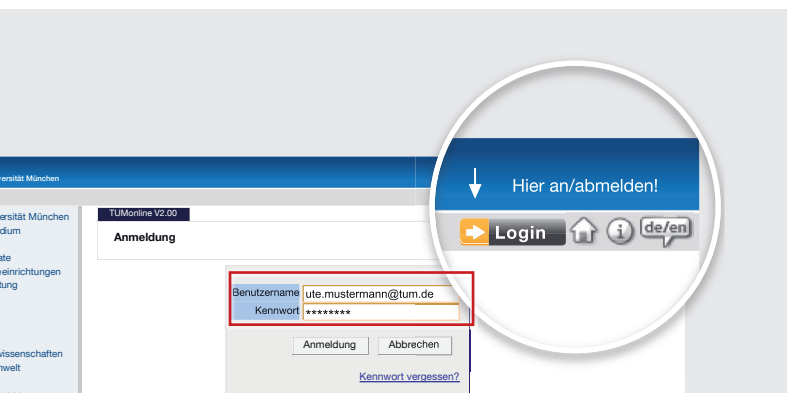 Hier an/abmelden!
Login
de/en
ersität München
TUMonline V2.00
Anmeldung
ersität München
dium
ate
einrichtungen
tung
wissenschaften
nwelt
Benutzername ute.mustermann@tum.de
Kennwort ********
Anmeldung Abbrechen
Kennwort vergessen?